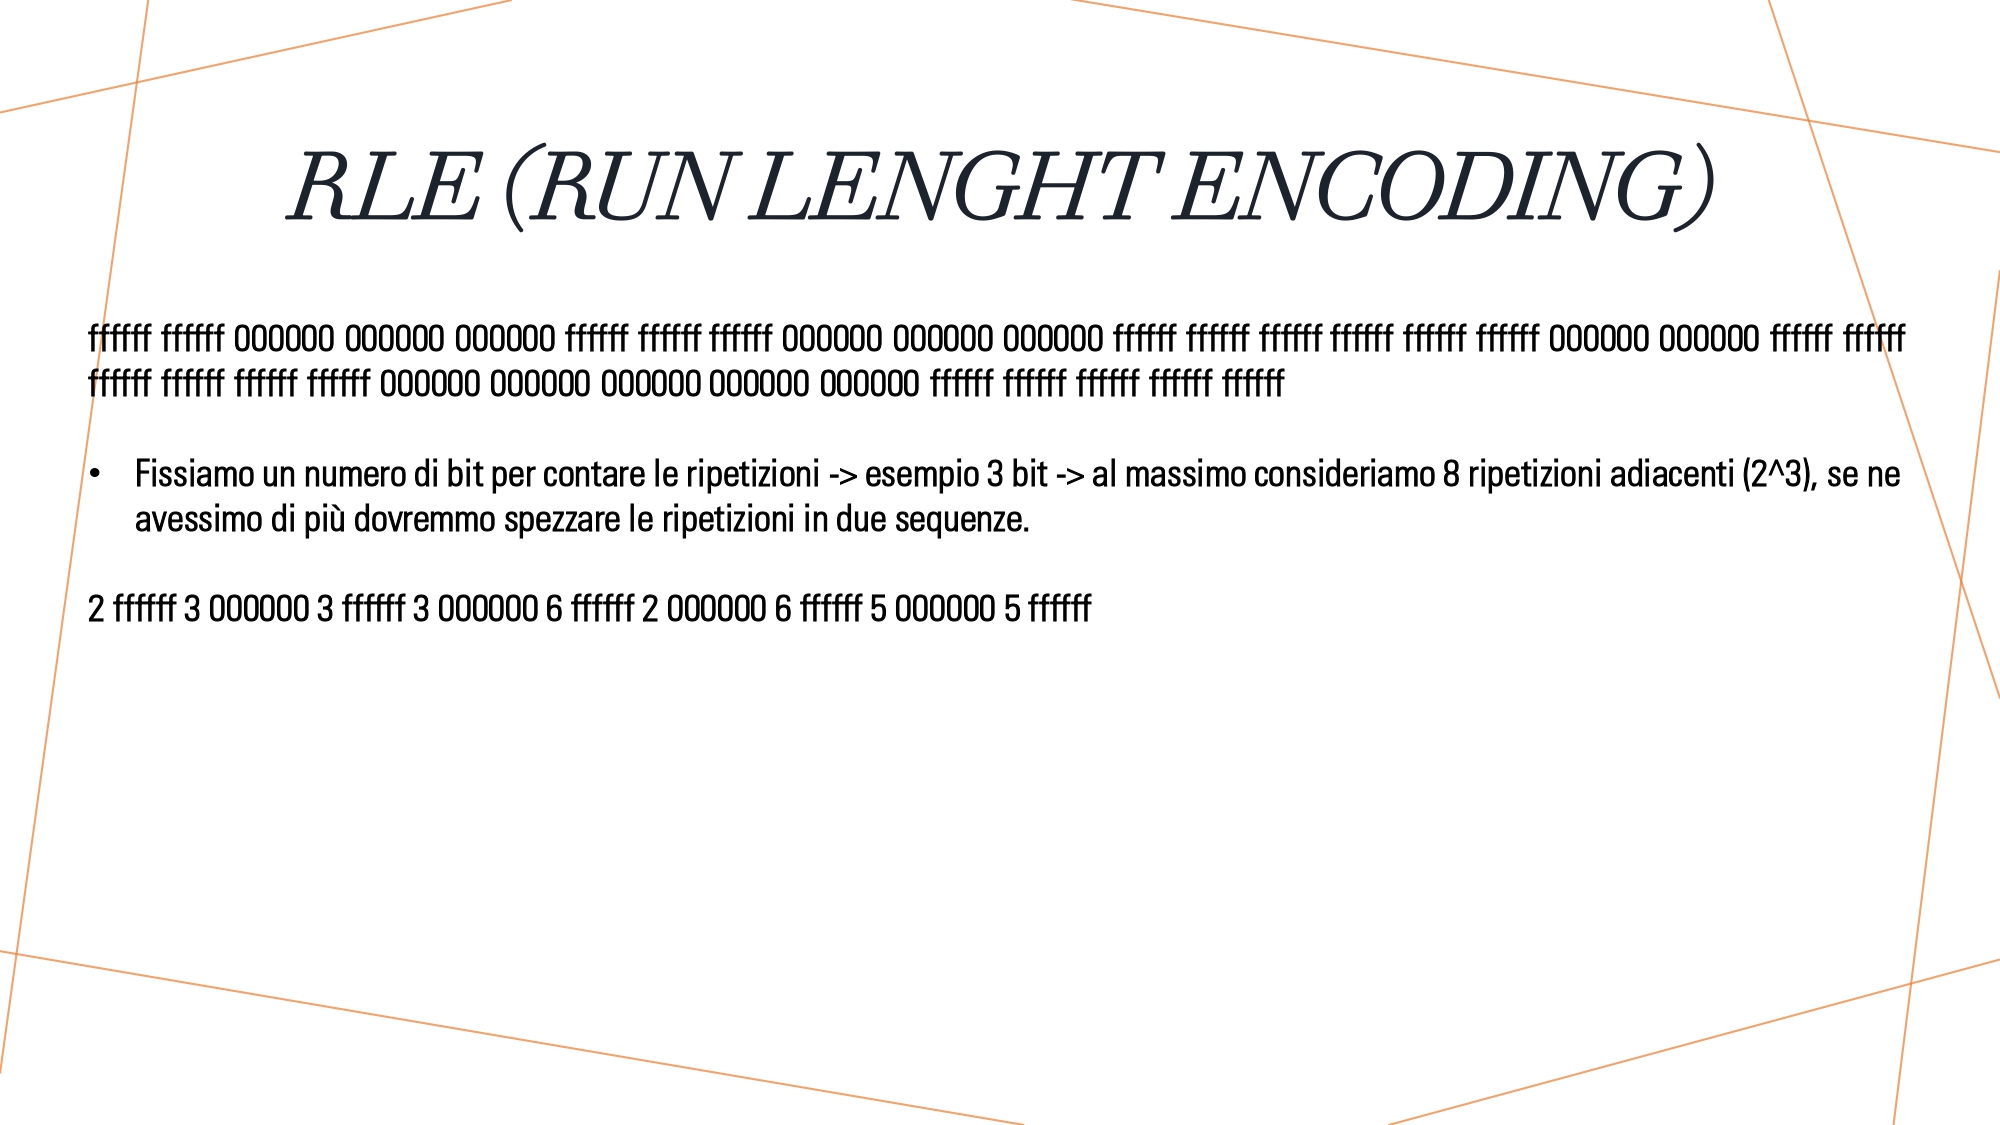 RLE (RUN LENGHT ENCODING)
ffffff ffffff 000000 000000 000000 ffffff ffffff ffffff 000000 000000 000000 ffffff ffffff ffffff ffffff ffffff ffffff 000000 000000 ffffff ffffff
ffffff ffffff ffffff ffffff 000000 000000 000000 000000 000000 ffffff ffffff ffffff ffffff ffffff
• Fissiamo un numero di bit per contare le ripetizioni -> esempio 3 bit -> al massimo consideriamo 8 ripetizioni adiacenti (2^3), se ne
avessimo di più dovremmo spezzare le ripetizioni in due sequenze.
2 ffffff 3 000000 3 ffffff 3 000000 6 ffffff 2 000000 6 ffffff 5 000000 5 ffffff